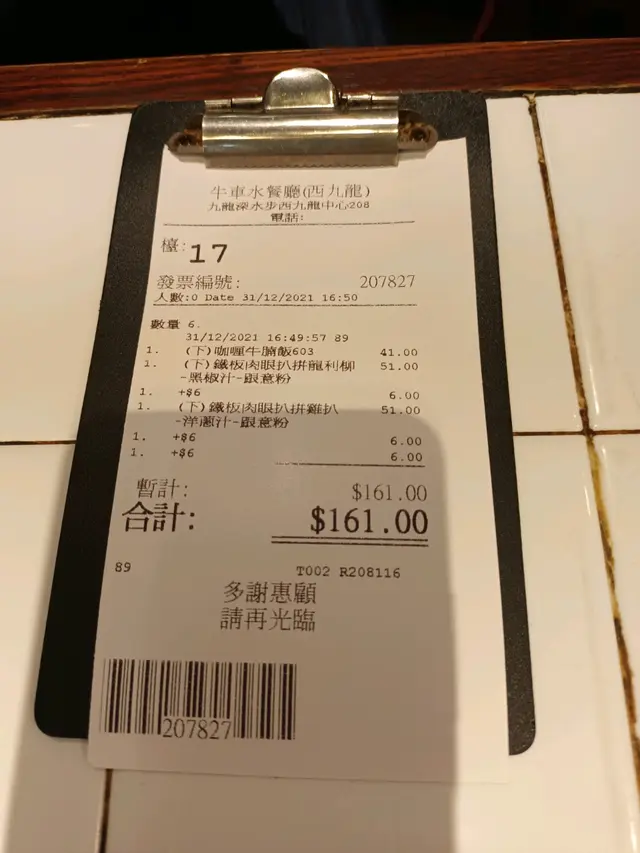 牛車水餐廳(西九龍)
九龍深水步西九龍中心208
電話:
檯: 17
發票編號: 207827
人數:0 Date 31/12/2021 16:50
數量 6.
31/12/2021 16:49:57 89
1. (下)咖喱牛腩飯603 41.00
1. (下)鐵板肉眼扒拼龍利柳 51.00
-黑椒汁-跟意粉
1. +$6 6.00
1. (下)鐵板肉眼扒拼雞扒 51.00
-洋蔥汁-跟意粉
1. +$6 6.00
1. +$6 6.00
暫計: $161.00
合計: $161.00
89 T002 R208116
多謝惠顧
請再光臨
207827